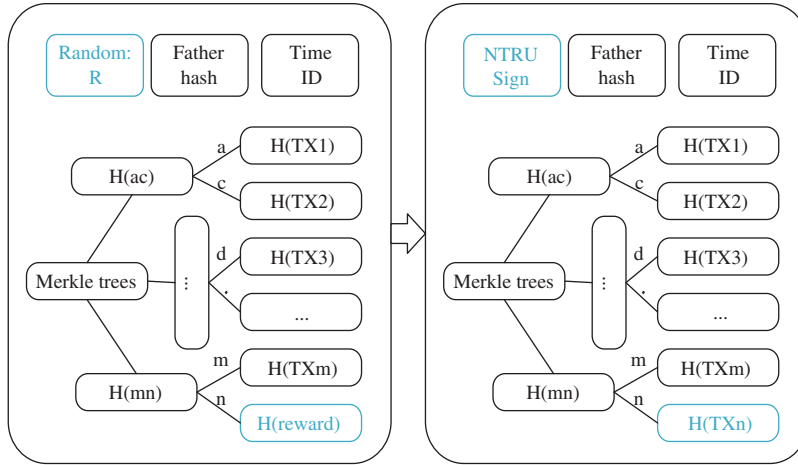 Random:
R
Father
hash
Time
ID
a
H(TX1)
H(ac)
c
H(TX2)
d
H(TX3)
Merkle trees
...
.
...
m
H(TXm)
H(mn)
n
H(reward)
NTRU
Sign
Father
hash
Time
ID
a
H(TX1)
H(ac)
c
H(TX2)
d
H(TX3)
Merkle trees
...
.
...
m
H(TXm)
H(mn)
n
H(TXn)